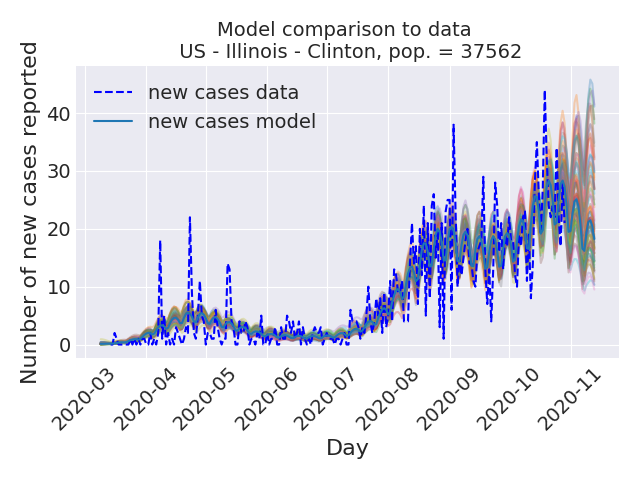 Model comparison to data
US - Illinois - Clinton, pop. = 37562
Number of new cases reported
new cases data
new cases model
40
30
20
10
0
2020-03
2020-04
2020-05
2020-06
2020-07
2020-08
2020-09
2020-10
2020-11
Day